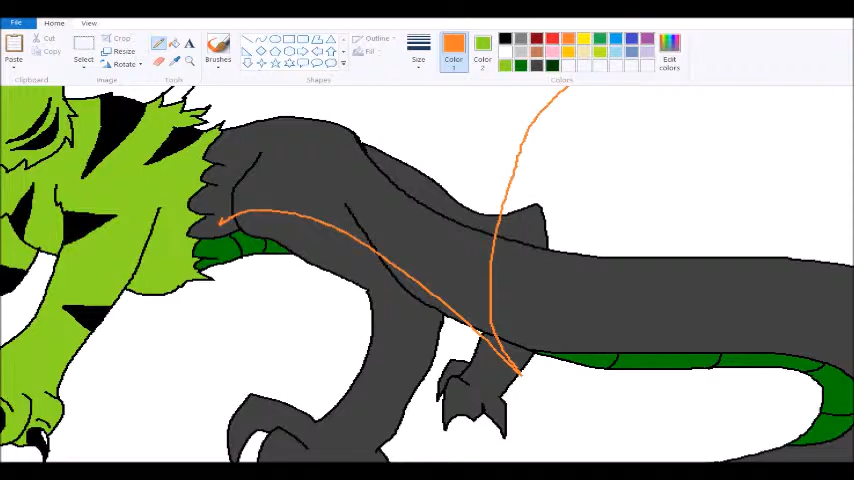 File Home View
Paste
Cut
Copy
Clipboard
Select
Crop
Resize
Rotate
Image
A
Tools
Brushes
Shapes
Outline
Fill
Size
Color 1
Color 2
Colors
Edit colors